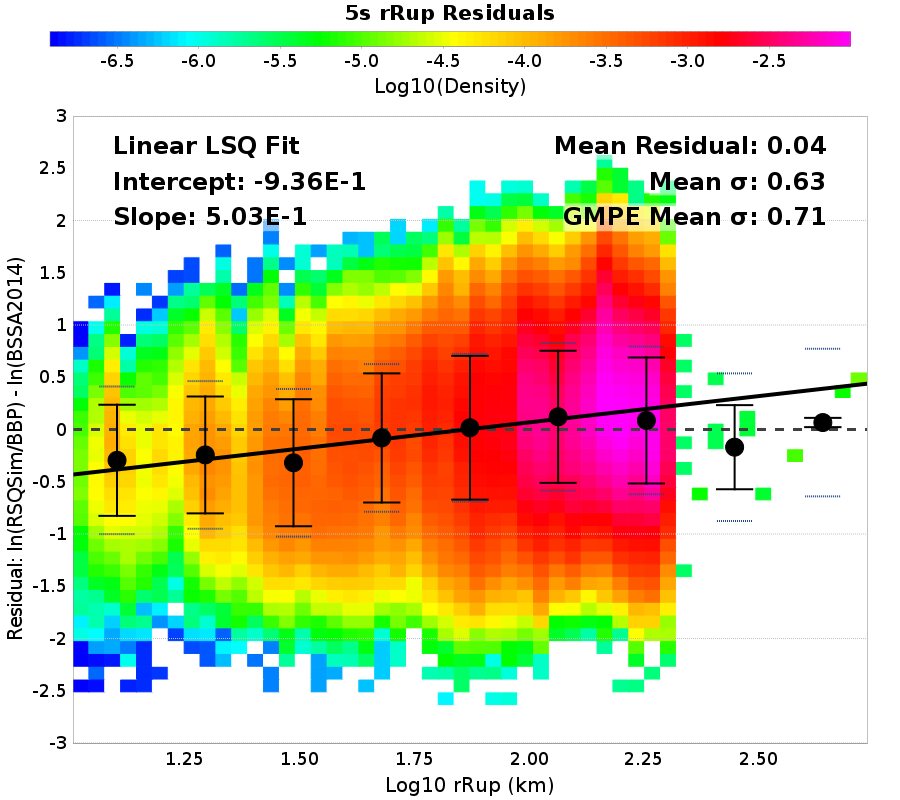 5s rRup Residuals
-6.5 -6.0 -5.5 -5.0 -4.5 -4.0 -3.5 -3.0 -2.5
Log10(Density)
Linear LSQ Fit
Intercept: -9.36E-1
Slope: 5.03E-1
Mean Residual: 0.04
Mean σ: 0.63
GMPE Mean σ: 0.71
Residual: ln(RSQSim/BBP) - ln(BSSA2014)
3
2.5
2
1.5
1
0.5
0
-0.5
-1
-1.5
-2
-2.5
-3
1.25 1.50 1.75 2.00 2.25 2.50
Log10 rRup (km)